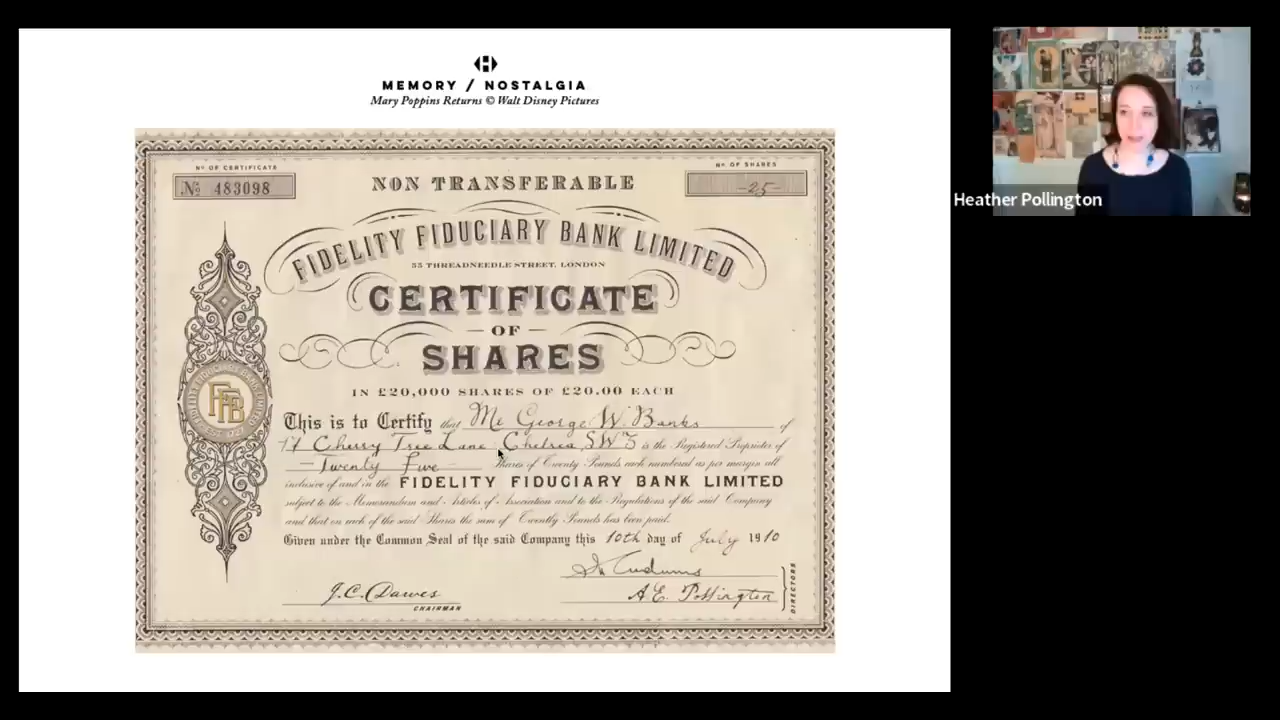 MEMORY / NOSTALGIA
Mary Poppins Returns © Walt Disney Pictures
Nº OF CERTIFICATE
Nº OF SHARES
Nº 483098
NON TRANSFERABLE
-25-
FIDELITY FIDUCIARY BANK LIMITED
55 THREADNEEDLE STREET, LONDON
CERTIFICATE
— OF —
SHARES
IN £20,000 SHARES OF £20.00 EACH
This is to Certify that Mr George W. Banks of
17 Cherry Tree Lane Chelsea SW3 is the Registered Proprietor of
— Twenty Five — Shares of Twenty Pounds each numbered as per margin all
inclusive of and in the FIDELITY FIDUCIARY BANK LIMITED
subject to the Memorandum and Articles of Association and to the Regulations of the said Company
and that on each of the said Shares the sum of Twently Pounds has been paid.
Given under the Common Seal of the said Company this 10th day of July 1910
J.C. Dawes
CHAIRMAN
A.E. Pollington
DIRECTORS
FFB
Heather Pollington